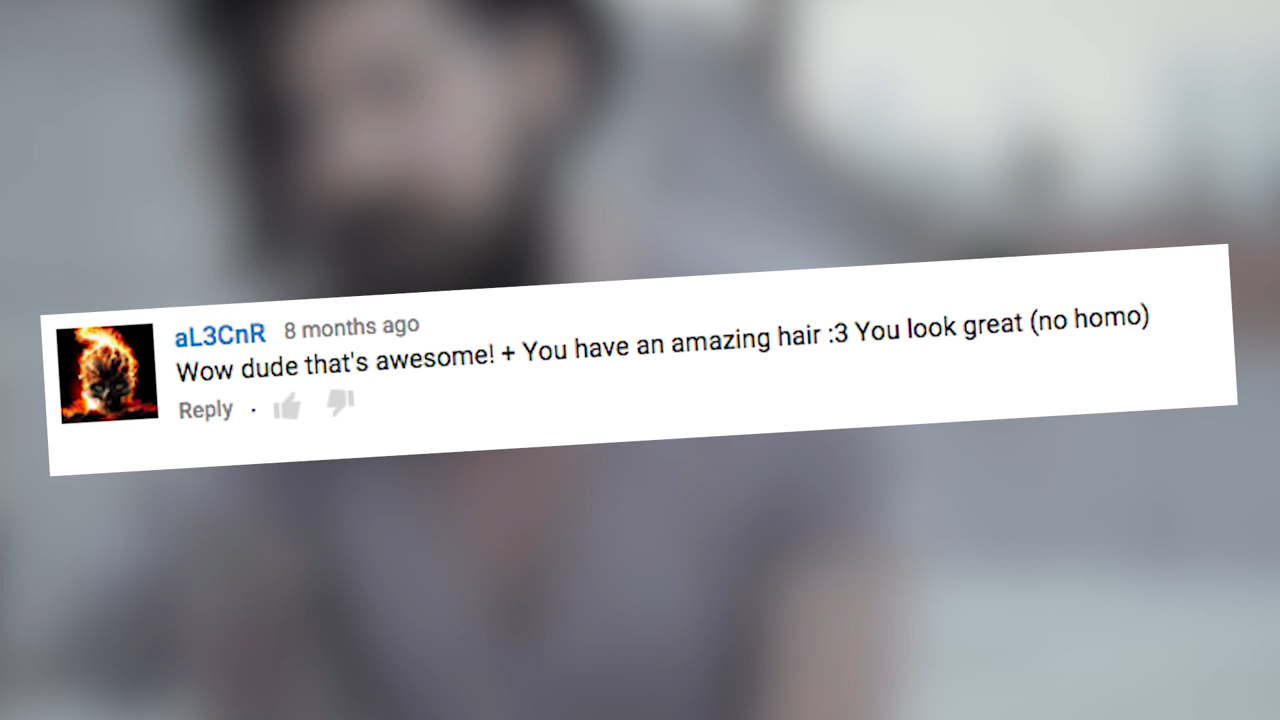 aL3CnR 8 months ago
Wow dude that's awesome! + You have an amazing hair :3 You look great (no homo)
Reply ·